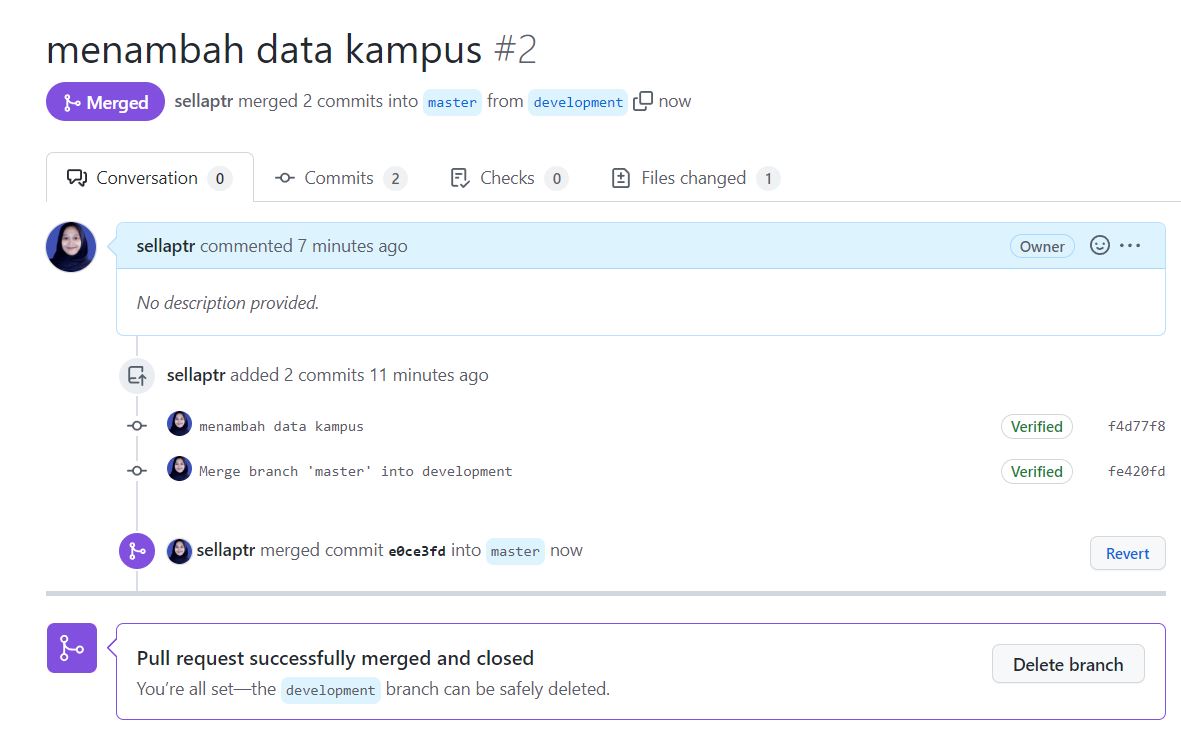 menambah data kampus #2
Merged sellaptr merged 2 commits into master from development now
Conversation 0 Commits 2 Checks 0 Files changed 1
sellaptr commented 7 minutes ago Owner
No description provided.
sellaptr added 2 commits 11 minutes ago
menambah data kampus Verified f4d77f8
Merge branch 'master' into development Verified fe420fd
sellaptr merged commit e0ce3fd into master now Revert
Pull request successfully merged and closed
You’re all set—the development branch can be safely deleted.
Delete branch